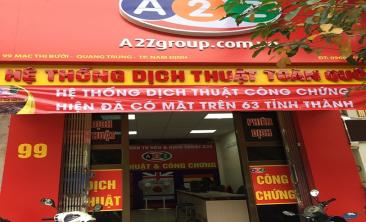 A2Z
A2Zgroup.com.vn
99 MẠC THỊ BƯỞI - QUANG TRUNG - TP. NAM ĐỊNH
HỆ THỐNG DỊCH THUẬT TOÀN QUỐC
HỆ THỐNG DỊCH THUẬT CÔNG CHỨNG
HIỆN ĐÃ CÓ MẶT TRÊN 63 TỈNH THÀNH
99
A2Z
THUẬT & CÔNG CHỨNG
PHIÊN
DỊCH
DỊCH
THUẬT
CÔNG
CHỨNG